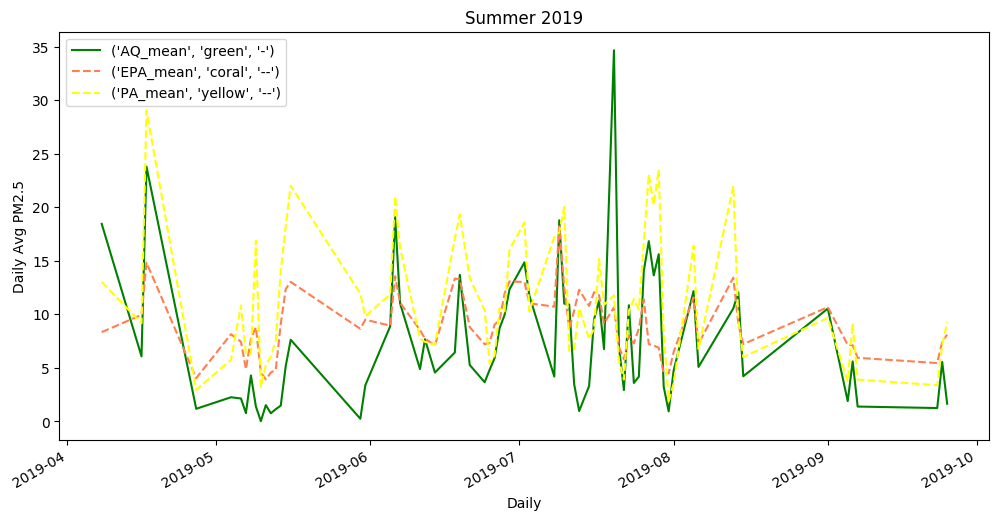 Summer 2019
('AQ_mean', 'green', '-')
('EPA_mean', 'coral', '--')
('PA_mean', 'yellow', '--')
Daily Avg PM2.5
35
30
25
20
15
10
5
0
2019-04
2019-05
2019-06
2019-07
2019-08
2019-09
2019-10
Daily